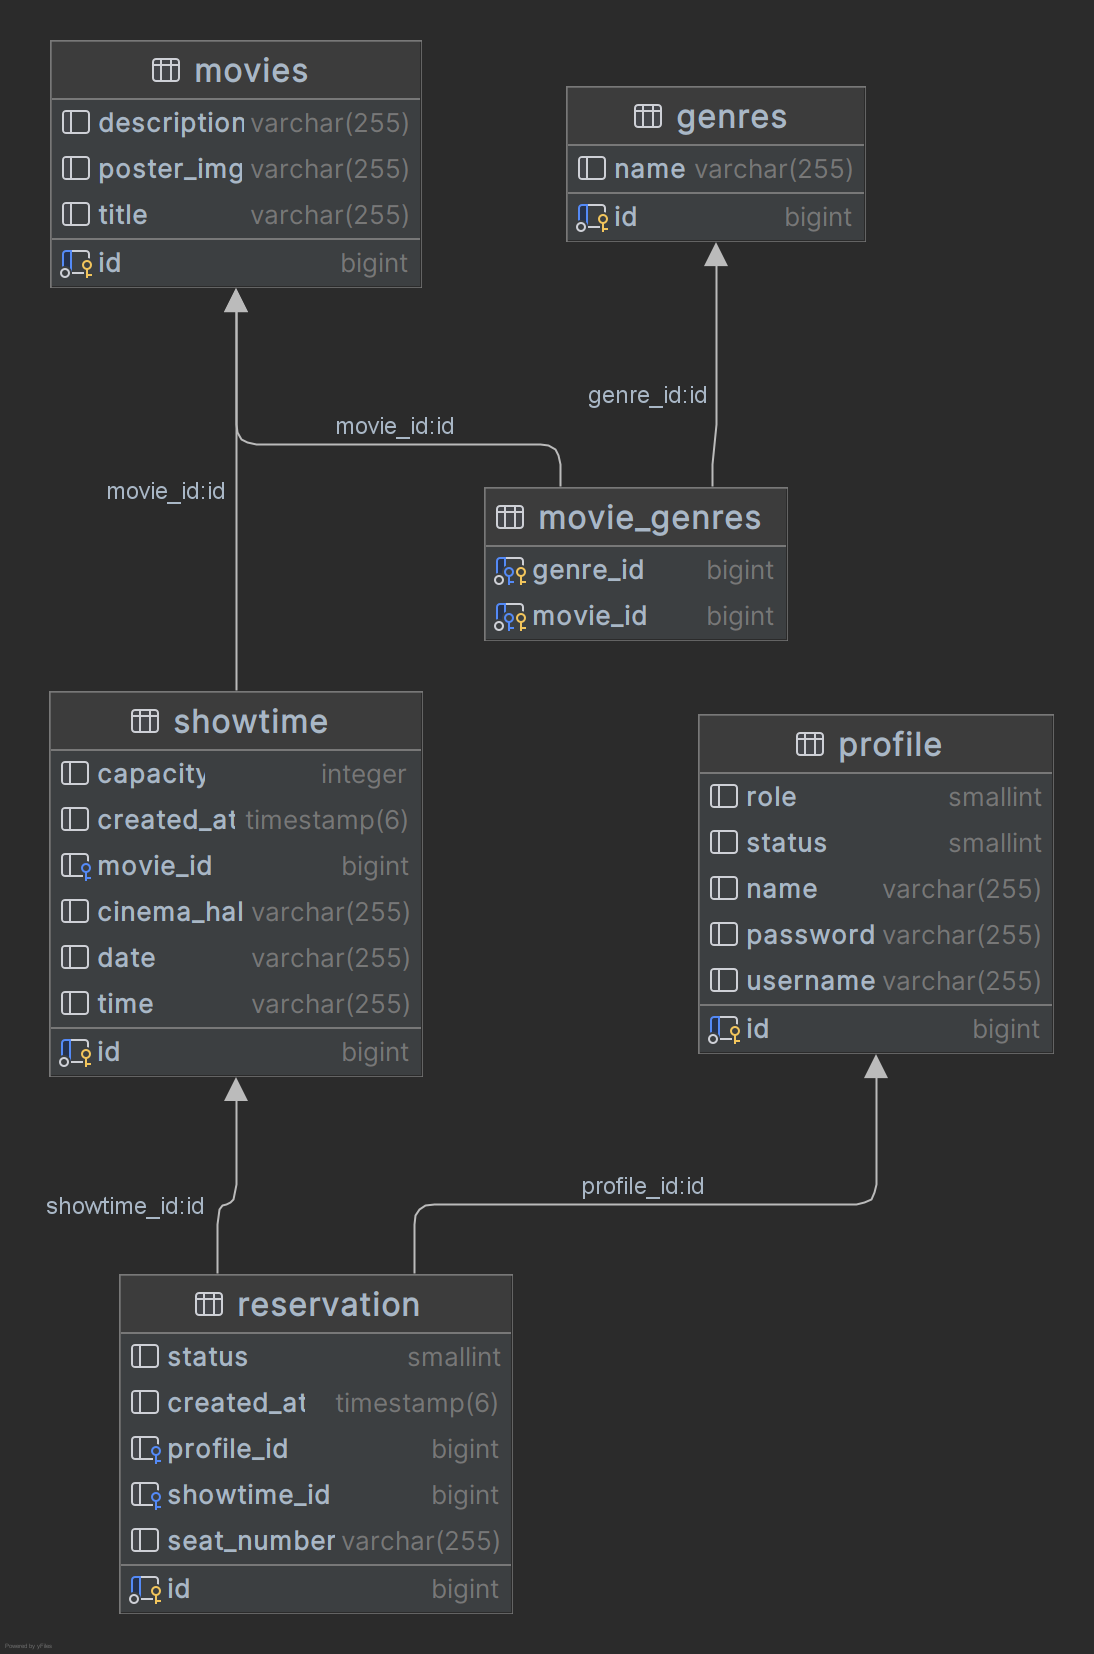 movies
description varchar(255)
poster_img varchar(255)
title varchar(255)
id bigint
genres
name varchar(255)
id bigint
genre_id:id
movie_id:id
movie_id:id
movie_genres
genre_id bigint
movie_id bigint
showtime
capacity integer
created_at timestamp(6)
movie_id bigint
cinema_hal varchar(255)
date varchar(255)
time varchar(255)
id bigint
profile
role smallint
status smallint
name varchar(255)
password varchar(255)
username varchar(255)
id bigint
showtime_id:id
profile_id:id
reservation
status smallint
created_at timestamp(6)
profile_id bigint
showtime_id bigint
seat_number varchar(255)
id bigint
Powered by yFiles